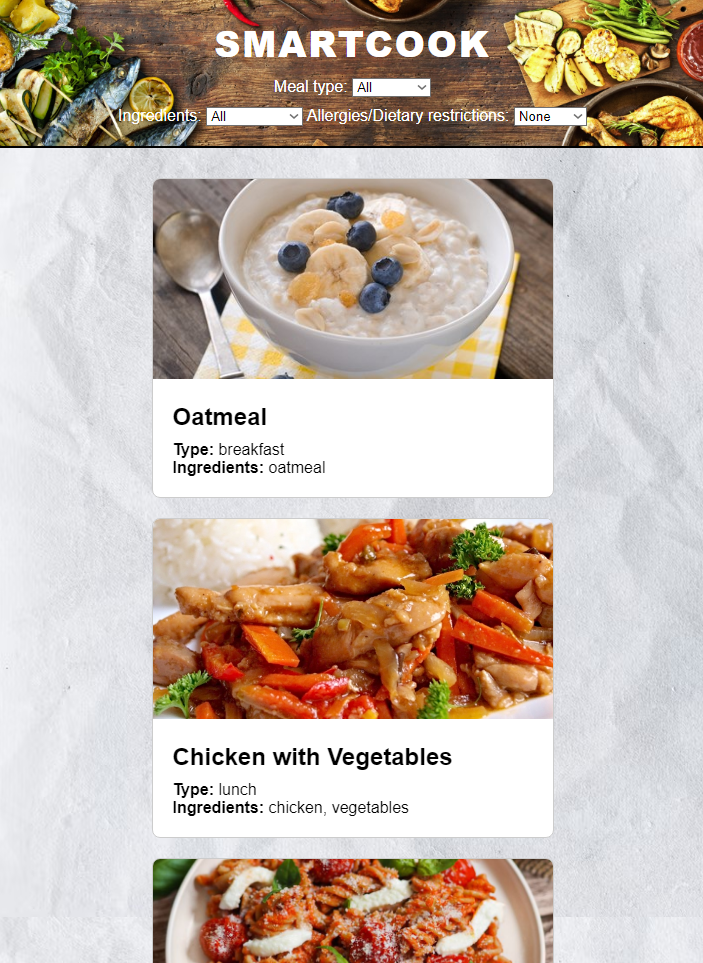 SMARTCOOK
Meal type: All
Ingredients: All Allergies/Dietary restrictions: None
Oatmeal
Type: breakfast
Ingredients: oatmeal
Chicken with Vegetables
Type: lunch
Ingredients: chicken, vegetables